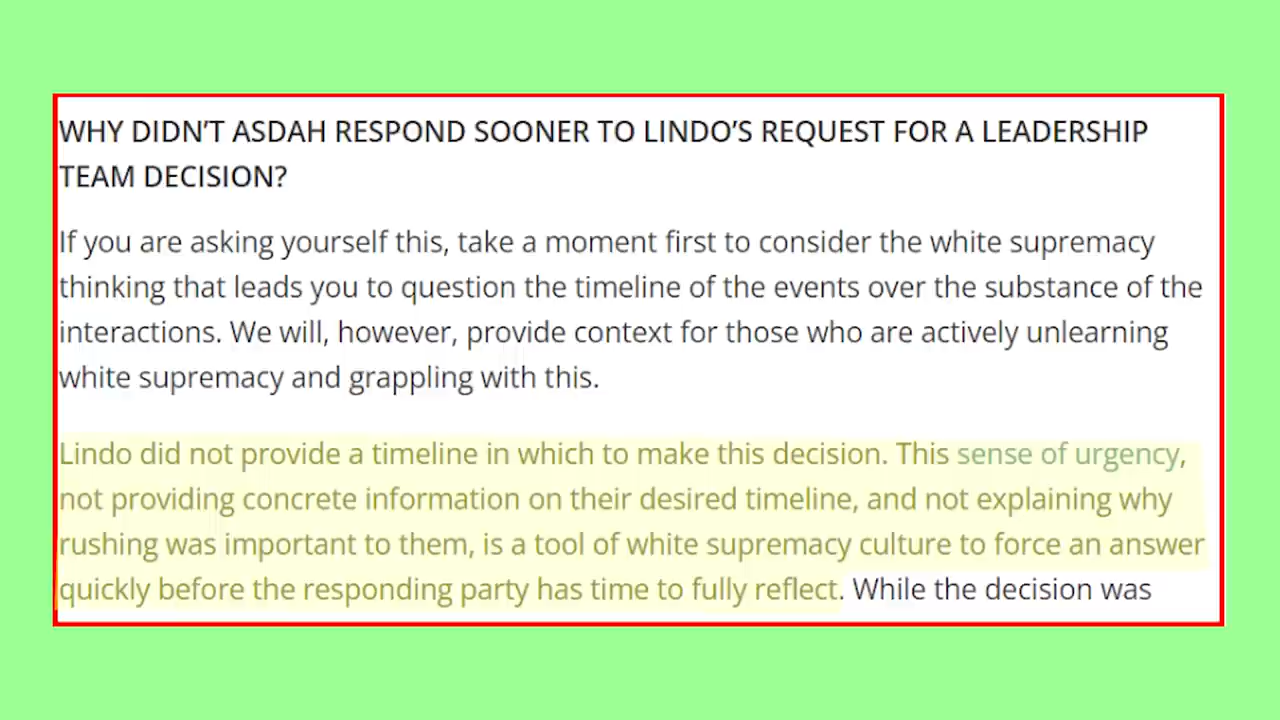 WHY DIDN’T ASDAH RESPOND SOONER TO LINDO’S REQUEST FOR A LEADERSHIP
TEAM DECISION?
If you are asking yourself this, take a moment first to consider the white supremacy
thinking that leads you to question the timeline of the events over the substance of the
interactions. We will, however, provide context for those who are actively unlearning
white supremacy and grappling with this.
Lindo did not provide a timeline in which to make this decision. This sense of urgency,
not providing concrete information on their desired timeline, and not explaining why
rushing was important to them, is a tool of white supremacy culture to force an answer
quickly before the responding party has time to fully reflect. While the decision was